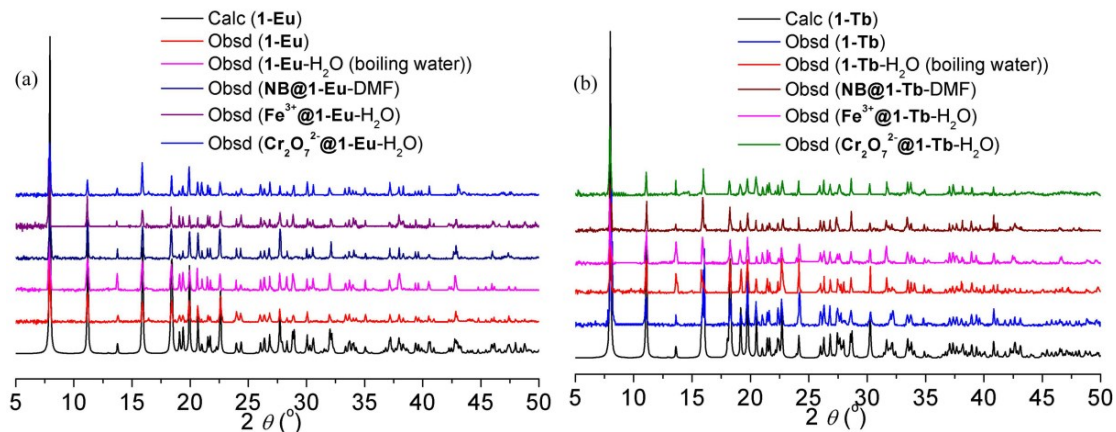 (a)
Calc (1-Eu)
Obsd (1-Eu)
Obsd (1-Eu-H₂O (boiling water))
Obsd (NB@1-Eu-DMF)
Obsd (Fe³⁺@1-Eu-H₂O)
Obsd (Cr₂O₇²⁻@1-Eu-H₂O)
5 10 15 20 25 30 35 40 45 50
2 θ (°)
(b)
Calc (1-Tb)
Obsd (1-Tb)
Obsd (1-Tb-H₂O (boiling water))
Obsd (NB@1-Tb-DMF)
Obsd (Fe³⁺@1-Tb-H₂O)
Obsd (Cr₂O₇²⁻@1-Tb-H₂O)
5 10 15 20 25 30 35 40 45 50
2 θ (°)